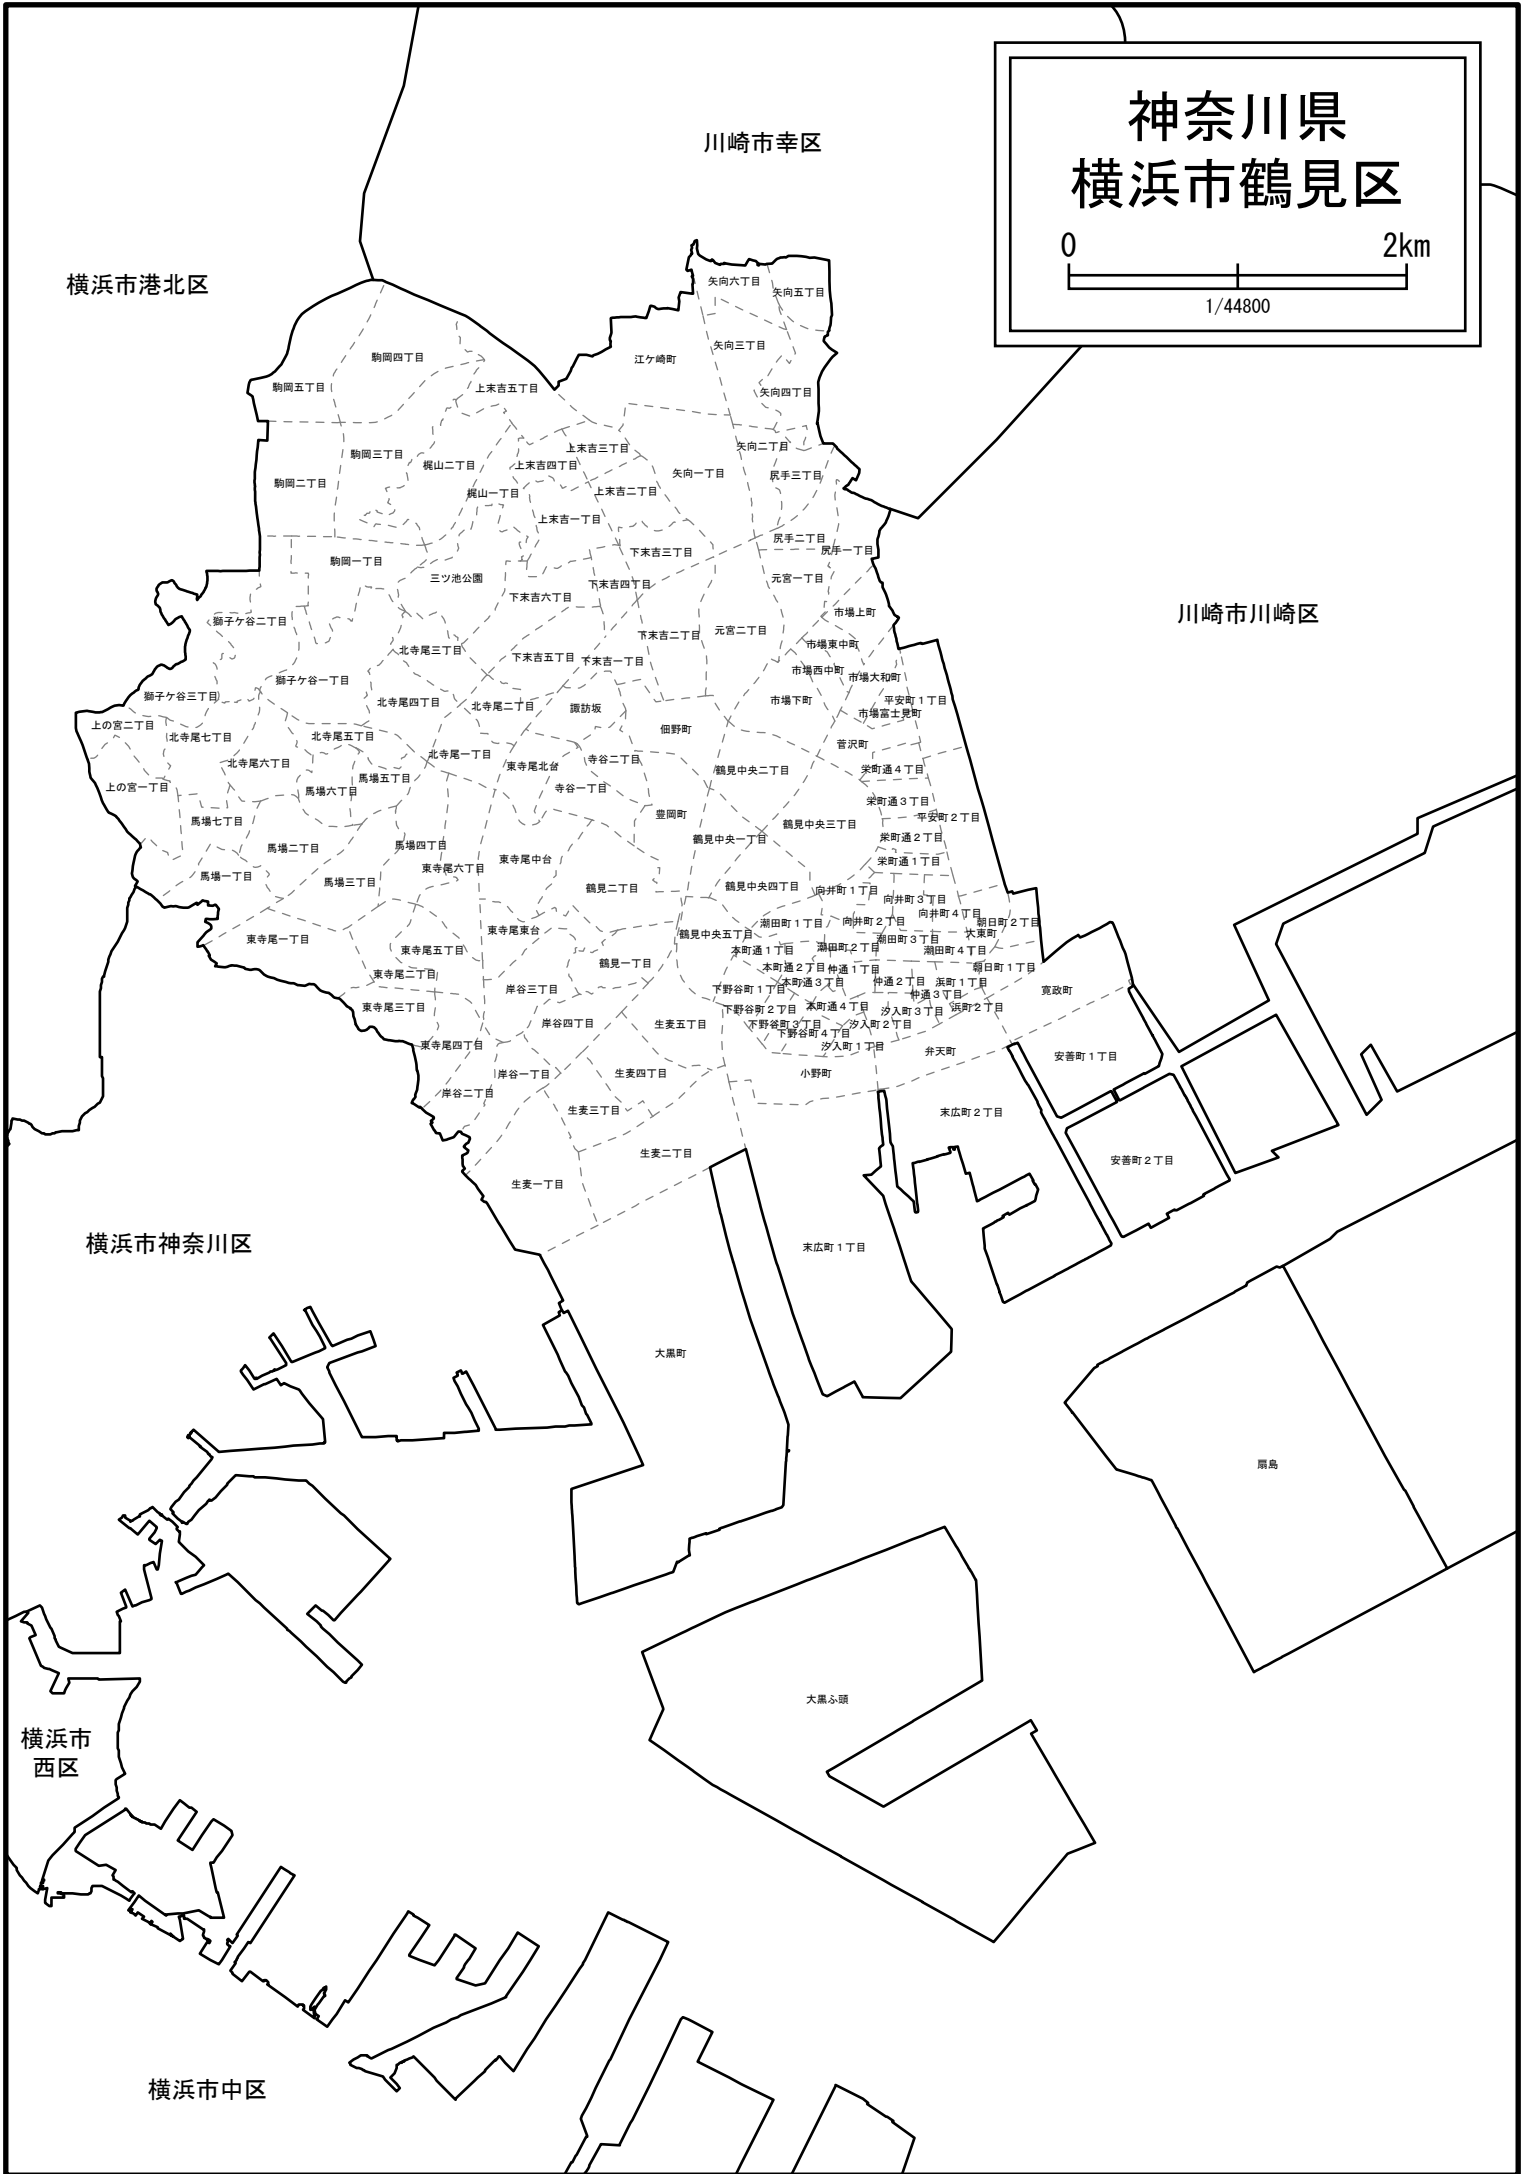 神奈川県
横浜市鶴見区
0 2km
1/44800
川崎市幸区
横浜市港北区
川崎市川崎区
横浜市神奈川区
横浜市
西区
横浜市中区
矢向六丁目
矢向五丁目
矢向三丁目
江ケ崎町
駒岡四丁目
駒岡五丁目
上末吉五丁目
矢向四丁目
矢向二丁目
上末吉三丁目
駒岡三丁目
梶山二丁目
上末吉四丁目
矢向一丁目
尻手三丁目
駒岡二丁目
梶山一丁目
上末吉二丁目
上末吉一丁目
尻手二丁目
尻手一丁目
下末吉三丁目
駒岡一丁目
三ツ池公園
下末吉四丁目
元宮一丁目
下末吉六丁目
市場上町
獅子ケ谷二丁目
下末吉二丁目
元宮二丁目
市場東中町
北寺尾三丁目
下末吉五丁目
下末吉一丁目
市場西中町
市場大和町
獅子ケ谷一丁目
獅子ケ谷三丁目
北寺尾四丁目
北寺尾二丁目
諏訪坂
市場下町
平安町1丁目
市場富士見町
上の宮二丁目
北寺尾七丁目
北寺尾五丁目
佃野町
菅沢町
北寺尾一丁目
寺谷二丁目
北寺尾六丁目
東寺尾北台
鶴見中央二丁目
栄町通4丁目
馬場五丁目
上の宮一丁目
馬場六丁目
寺谷一丁目
栄町通3丁目
馬場七丁目
豊岡町
鶴見中央三丁目
平安町2丁目
鶴見中央一丁目
栄町通2丁目
馬場二丁目
馬場四丁目
東寺尾中台
栄町通1丁目
東寺尾六丁目
馬場一丁目
馬場三丁目
鶴見二丁目
鶴見中央四丁目
向井町1丁目
向井町3丁目
向井町4丁目
潮田町1丁目
向井町2丁目
朝日町2丁目
東寺尾東台
鶴見中央五丁目
大東町
東寺尾一丁目
潮田町3丁目
潮田町2丁目
東寺尾五丁目
本町通1丁目
潮田町4丁目
鶴見一丁目
本町通2丁目
仲通1丁目
朝日町1丁目
東寺尾二丁目
本町通3丁目
仲通2丁目
浜町1丁目
岸谷三丁目
下野谷町1丁目
寛政町
仲通3丁目
東寺尾三丁目
下野谷町2丁目
本町通4丁目
汐入町3丁目
浜町2丁目
岸谷四丁目
生麦五丁目
下野谷町3丁目
汐入町2丁目
下野谷町4丁目
東寺尾四丁目
汐入町1丁目
弁天町
安善町1丁目
岸谷一丁目
生麦四丁目
小野町
岸谷二丁目
生麦三丁目
末広町2丁目
生麦二丁目
安善町2丁目
生麦一丁目
末広町1丁目
大黒町
扇島
大黒ふ頭